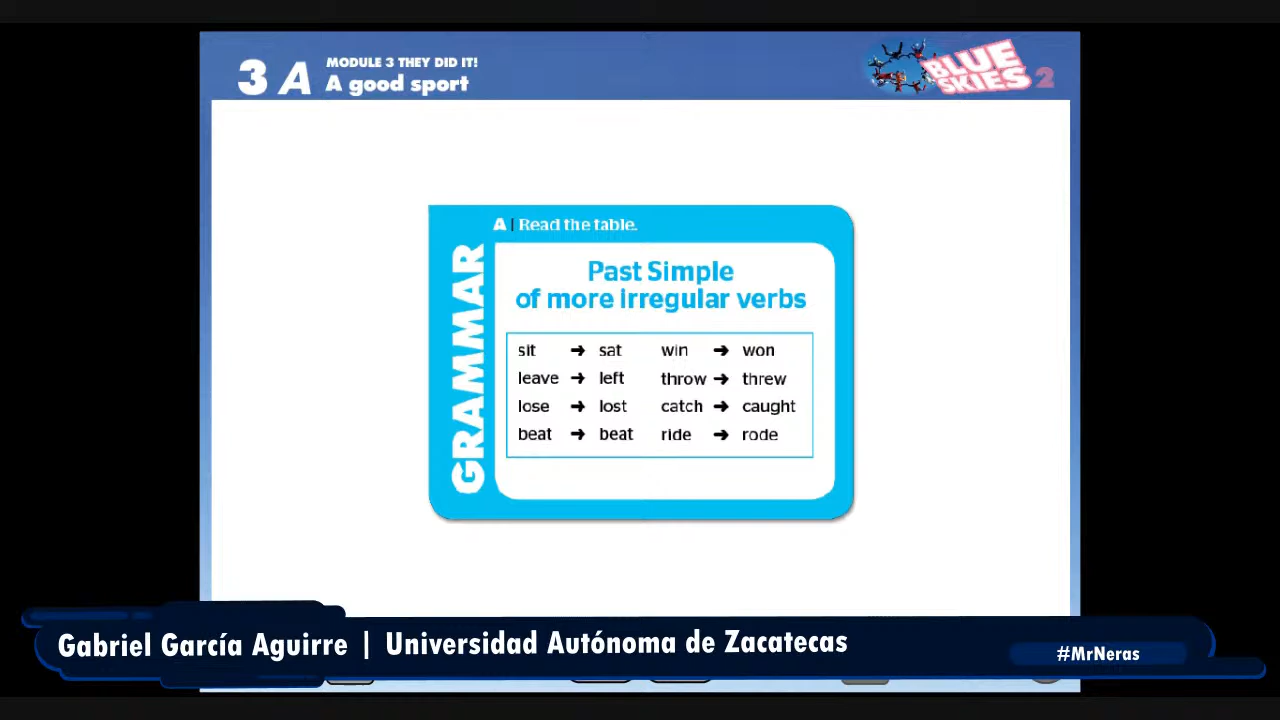 3 A
MODULE 3 THEY DID IT!
A good sport
BLUE
SKIES 2
GRAMMAR
A | Read the table.
Past Simple
of more irregular verbs
sit → sat win → won
leave → left throw → threw
lose → lost catch → caught
beat → beat ride → rode
Gabriel García Aguirre | Universidad Autónoma de Zacatecas
#MrNeras